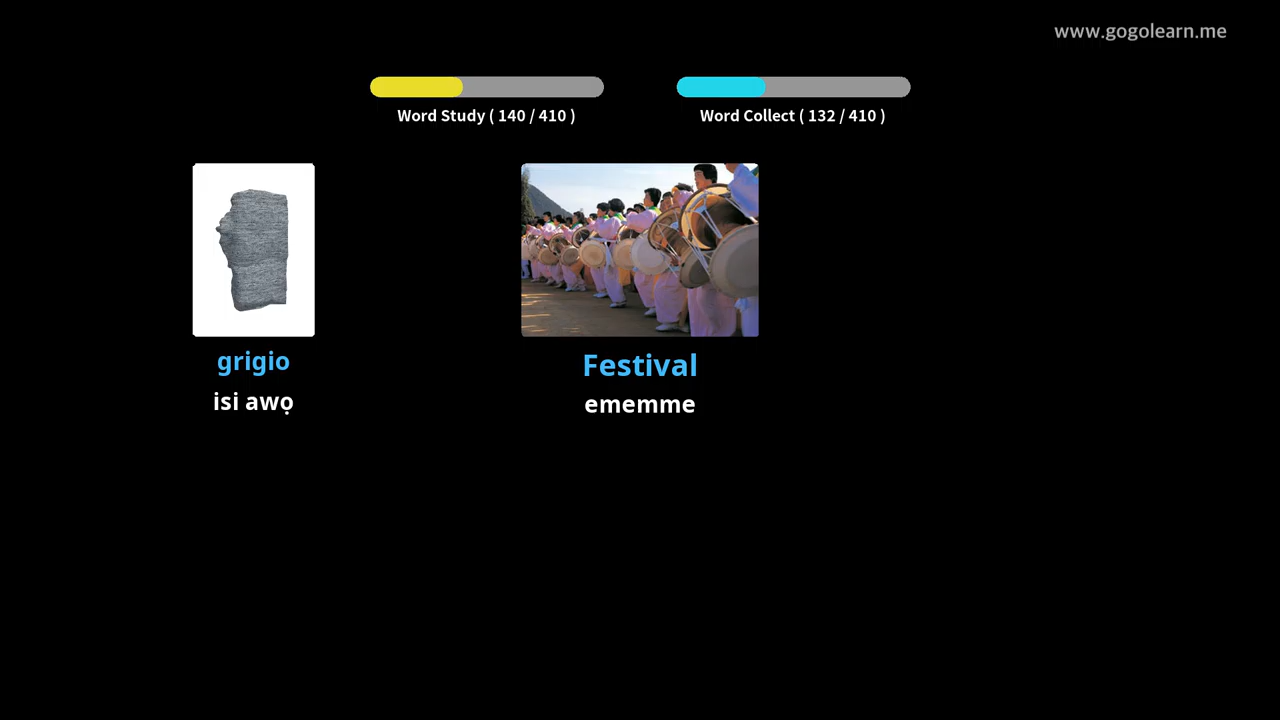 www.gogolearn.me
Word Study ( 140 / 410 )
Word Collect ( 132 / 410 )
grigio
isi awọ
Festival
ememme